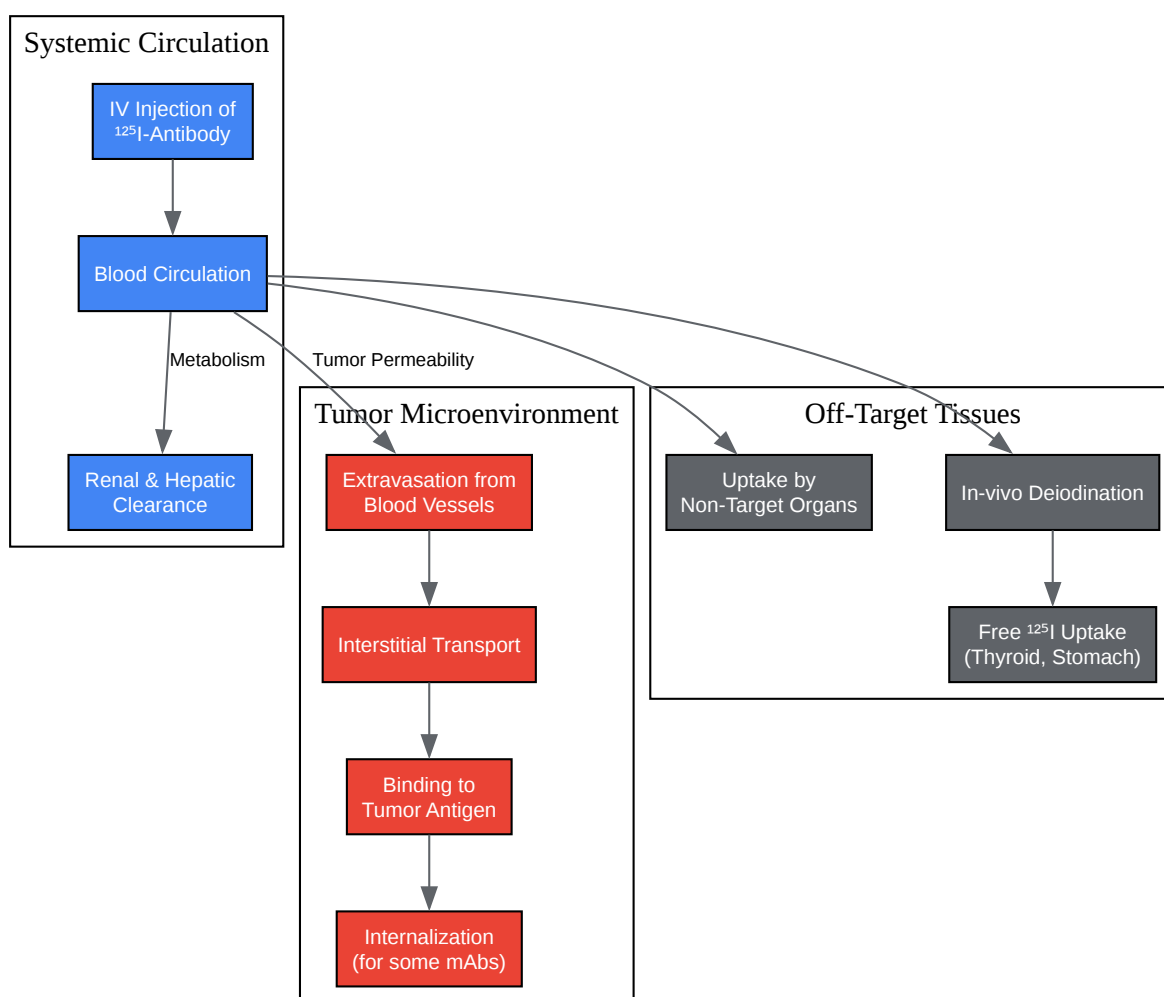 Systemic Circulation
IV Injection of
¹²⁵I-Antibody
Blood Circulation
Metabolism
Tumor Permeability
Renal & Hepatic
Clearance
Tumor Microenvironment
Extravasation from
Blood Vessels
Interstitial Transport
Binding to
Tumor Antigen
Internalization
(for some mAbs)
Off-Target Tissues
Uptake by
Non-Target Organs
In-vivo Deiodination
Free ¹²⁵I Uptake
(Thyroid, Stomach)